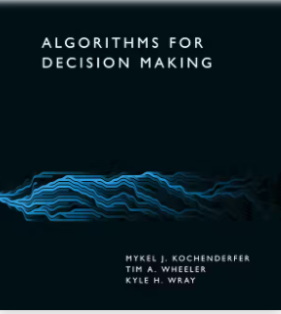 ALGORITHMS FOR
DECISION MAKING
MYKEL J. KOCHENDERFER
TIM A. WHEELER
KYLE H. WRAY